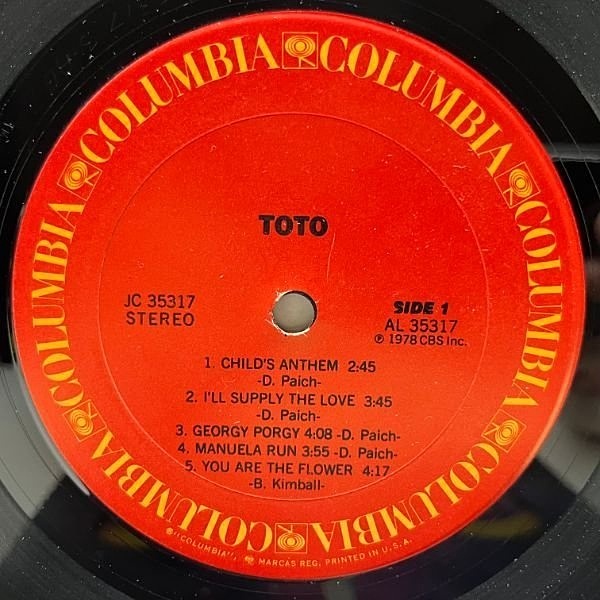 COLUMBIA COLUMBIA COLUMBIA COLUMBIA COLUMBIA COLUMBIA
TOTO
JC 35317
STEREO
SIDE 1
AL 35317
℗ 1978 CBS Inc.
1. CHILD'S ANTHEM 2:45
-D. Paich-
2. I'LL SUPPLY THE LOVE 3:45
-D. Paich-
3. GEORGY PORGY 4:08 -D. Paich-
4. MANUELA RUN 3:55 -D. Paich-
5. YOU ARE THE FLOWER 4:17
-B. Kimball-
"COLUMBIA", MARCAS REG. PRINTED IN U.S.A.